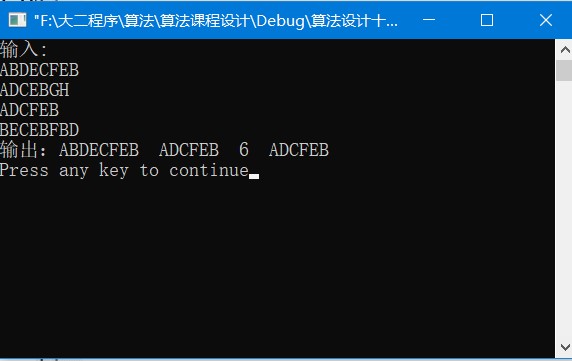 "F:\大二程序\算法\算法课程设计\Debug\算法设计十...
输入:
ABDECFEB
ADCEBGH
ADCFEB
BECEBFBD
输出: ABDECFEB  ADCFEB  6  ADCFEB
Press any key to continue